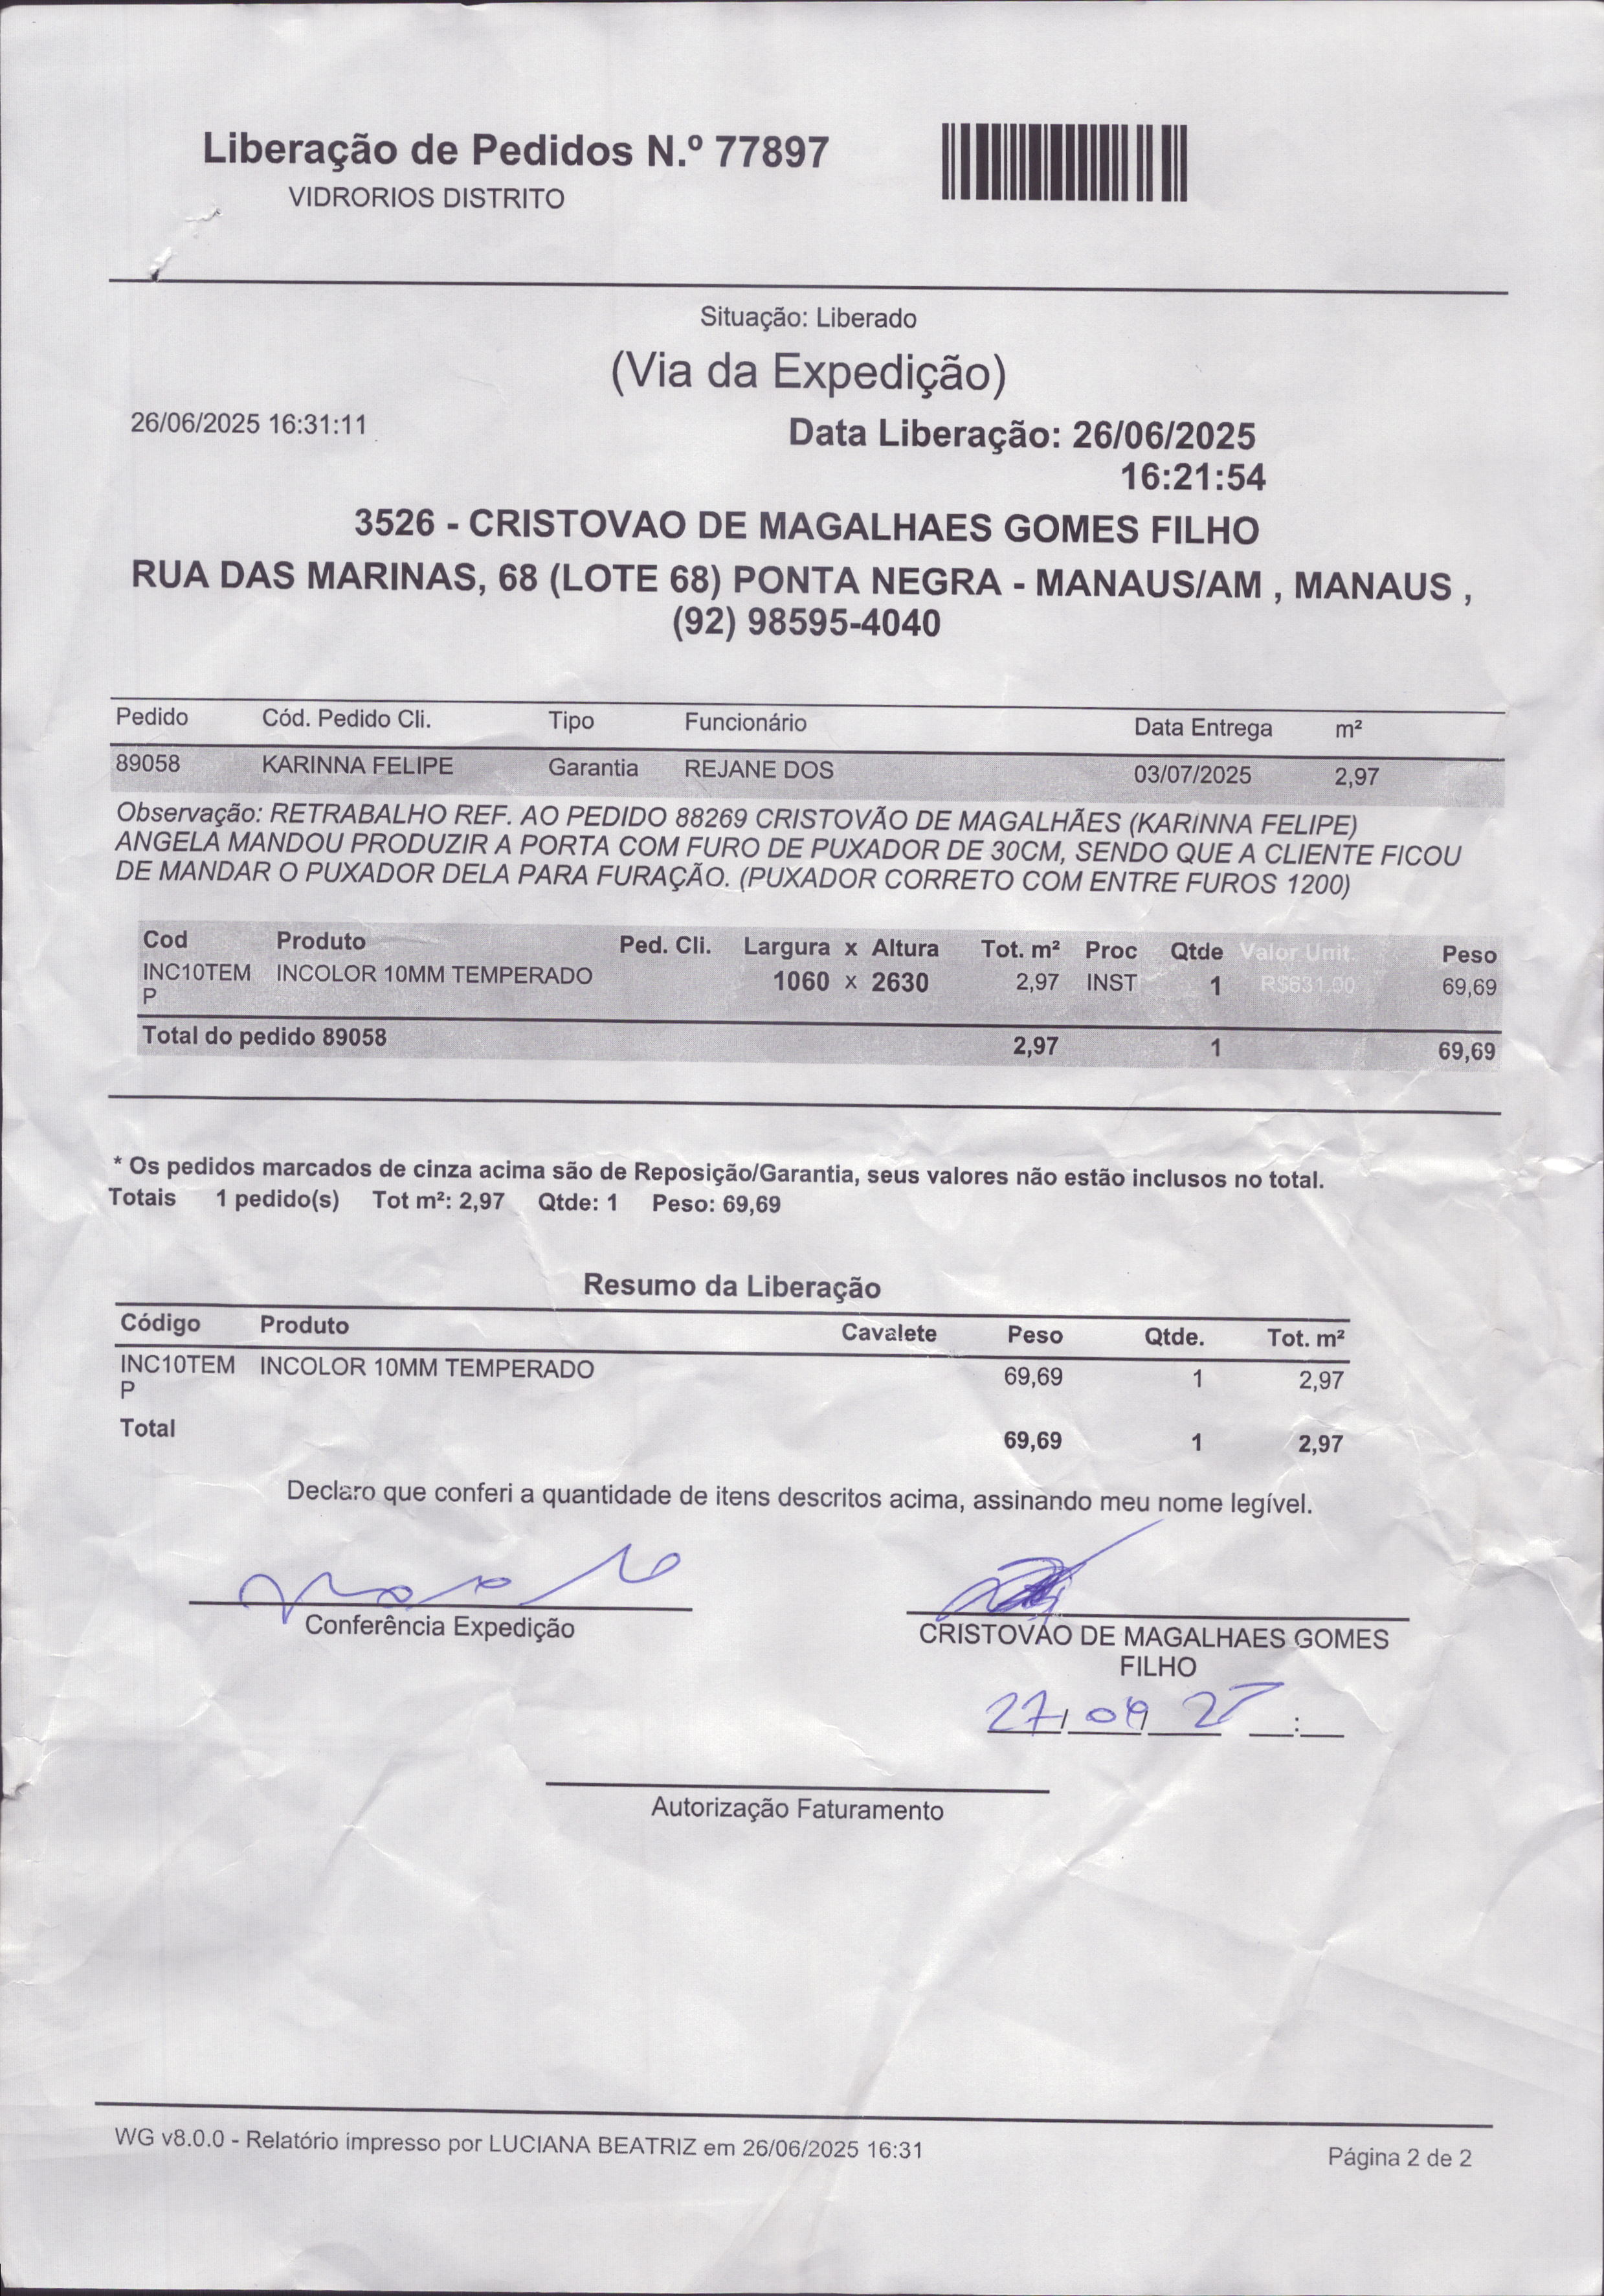 Liberação de Pedidos N.º 77897
VIDRORIOS DISTRITO
Situação: Liberado
(Via da Expedição)
26/06/2025 16:31:11
Data Liberação: 26/06/2025
16:21:54
3526 - CRISTOVAO DE MAGALHAES GOMES FILHO
RUA DAS MARINAS, 68 (LOTE 68) PONTA NEGRA - MANAUS/AM , MANAUS ,
(92) 98595-4040
Pedido Cód. Pedido Cli. Tipo Funcionário Data Entrega m²
89058 KARINNA FELIPE Garantia REJANE DOS 03/07/2025 2,97
Observação: RETRABALHO REF. AO PEDIDO 88269 CRISTOVÃO DE MAGALHÃES (KARINNA FELIPE)
ANGELA MANDOU PRODUZIR A PORTA COM FURO DE PUXADOR DE 30CM, SENDO QUE A CLIENTE FICOU
DE MANDAR O PUXADOR DELA PARA FURAÇÃO. (PUXADOR CORRETO COM ENTRE FUROS 1200)
Cod Produto Ped. Cli. Largura x Altura Tot. m² Proc Qtde Valor Unit. Peso
INC10TEM INCOLOR 10MM TEMPERADO 1060 x 2630 2,97 INST 1 R$631,90 69,69
P
Total do pedido 89058 2,97 1 69,69
* Os pedidos marcados de cinza acima são de Reposição/Garantia, seus valores não estão inclusos no total.
Totais 1 pedido(s) Tot m²: 2,97 Qtde: 1 Peso: 69,69
Resumo da Liberação
Código Produto Cavalete Peso Qtde. Tot. m²
INC10TEM INCOLOR 10MM TEMPERADO 69,69 1 2,97
P
Total 69,69 1 2,97
Declaro que conferi a quantidade de itens descritos acima, assinando meu nome legível.
Conferência Expedição
CRISTOVAO DE MAGALHAES GOMES
FILHO
27/
Autorização Faturamento
WG v8.0.0 - Relatório impresso por LUCIANA BEATRIZ em 26/06/2025 16:31
Página 2 de 2